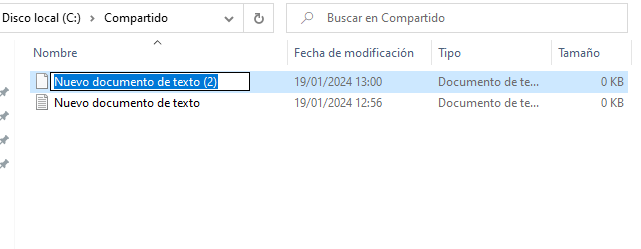 Disco local (C:) > Compartido
Buscar en Compartido
Nombre Fecha de modificación Tipo Tamaño
Nuevo documento de texto (2) 19/01/2024 13:00 Documento de te... 0 KB
Nuevo documento de texto 19/01/2024 12:56 Documento de te... 0 KB